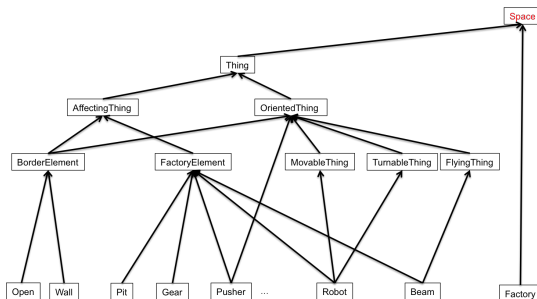 Space
Thing
AffectingThing OrientedThing
BorderElement FactoryElement MovableThing TurnableThing FlyingThing
Open Wall Pit Gear Pusher ... Robot Beam Factory